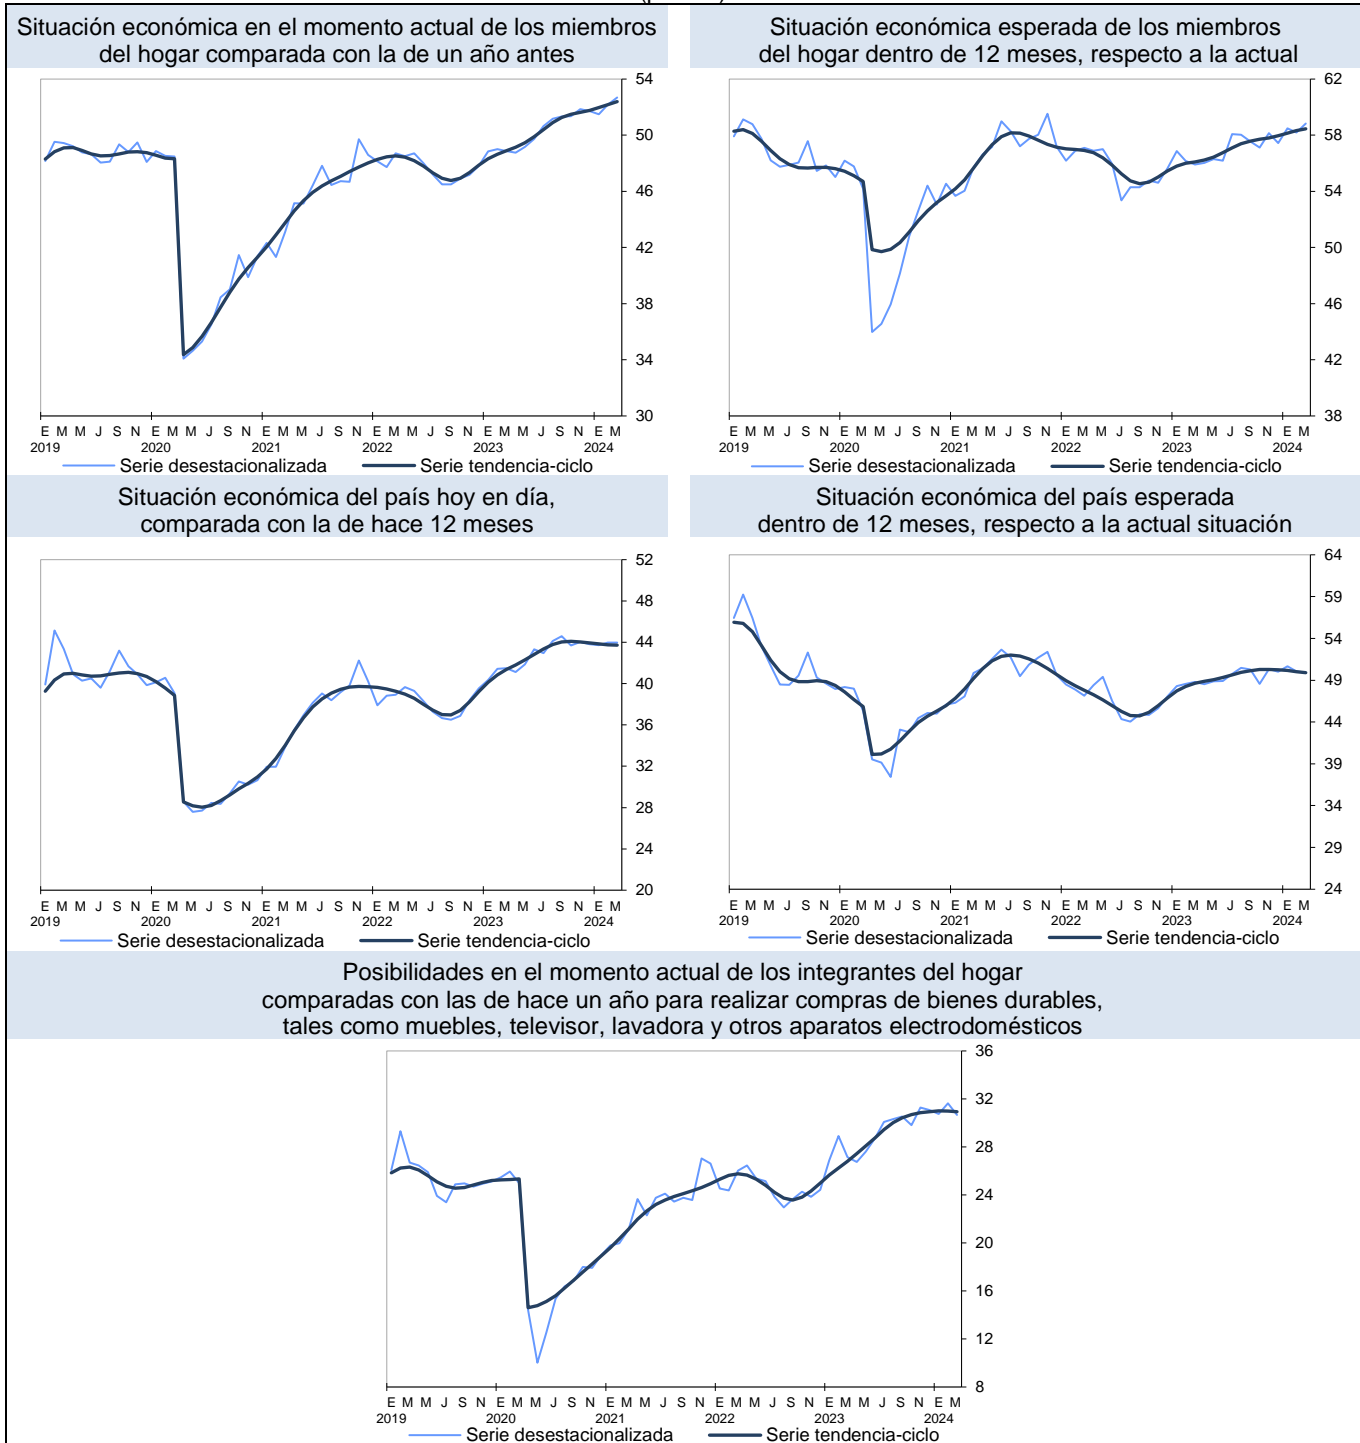 Situación económica en el momento actual de los miembros
del hogar comparada con la de un año antes
54
50
46
42
38
34
30
E M M J S N E M M J S N E M M J S N E M M J S N E M M J S N E M
2019 2020 2021 2022 2023 2024
Serie desestacionalizada Serie tendencia-ciclo
Situación económica esperada de los miembros
del hogar dentro de 12 meses, respecto a la actual
62
58
54
50
46
42
38
E M M J S N E M M J S N E M M J S N E M M J S N E M M J S N E M
2019 2020 2021 2022 2023 2024
Serie desestacionalizada Serie tendencia-ciclo
Situación económica del país hoy en día,
comparada con la de hace 12 meses
52
48
44
40
36
32
28
24
20
E M M J S N E M M J S N E M M J S N E M M J S N E M M J S N E M
2019 2020 2021 2022 2023 2024
Serie desestacionalizada Serie tendencia-ciclo
Situación económica del país esperada
dentro de 12 meses, respecto a la actual situación
64
59
54
49
44
39
34
29
24
E M M J S N E M M J S N E M M J S N E M M J S N E M M J S N E M
2019 2020 2021 2022 2023 2024
Serie desestacionalizada Serie tendencia-ciclo
Posibilidades en el momento actual de los integrantes del hogar
comparadas con las de hace un año para realizar compras de bienes durables,
tales como muebles, televisor, lavadora y otros aparatos electrodomésticos
36
32
28
24
20
16
12
8
E M M J S N E M M J S N E M M J S N E M M J S N E M M J S N E M
2019 2020 2021 2022 2023 2024
Serie desestacionalizada Serie tendencia-ciclo